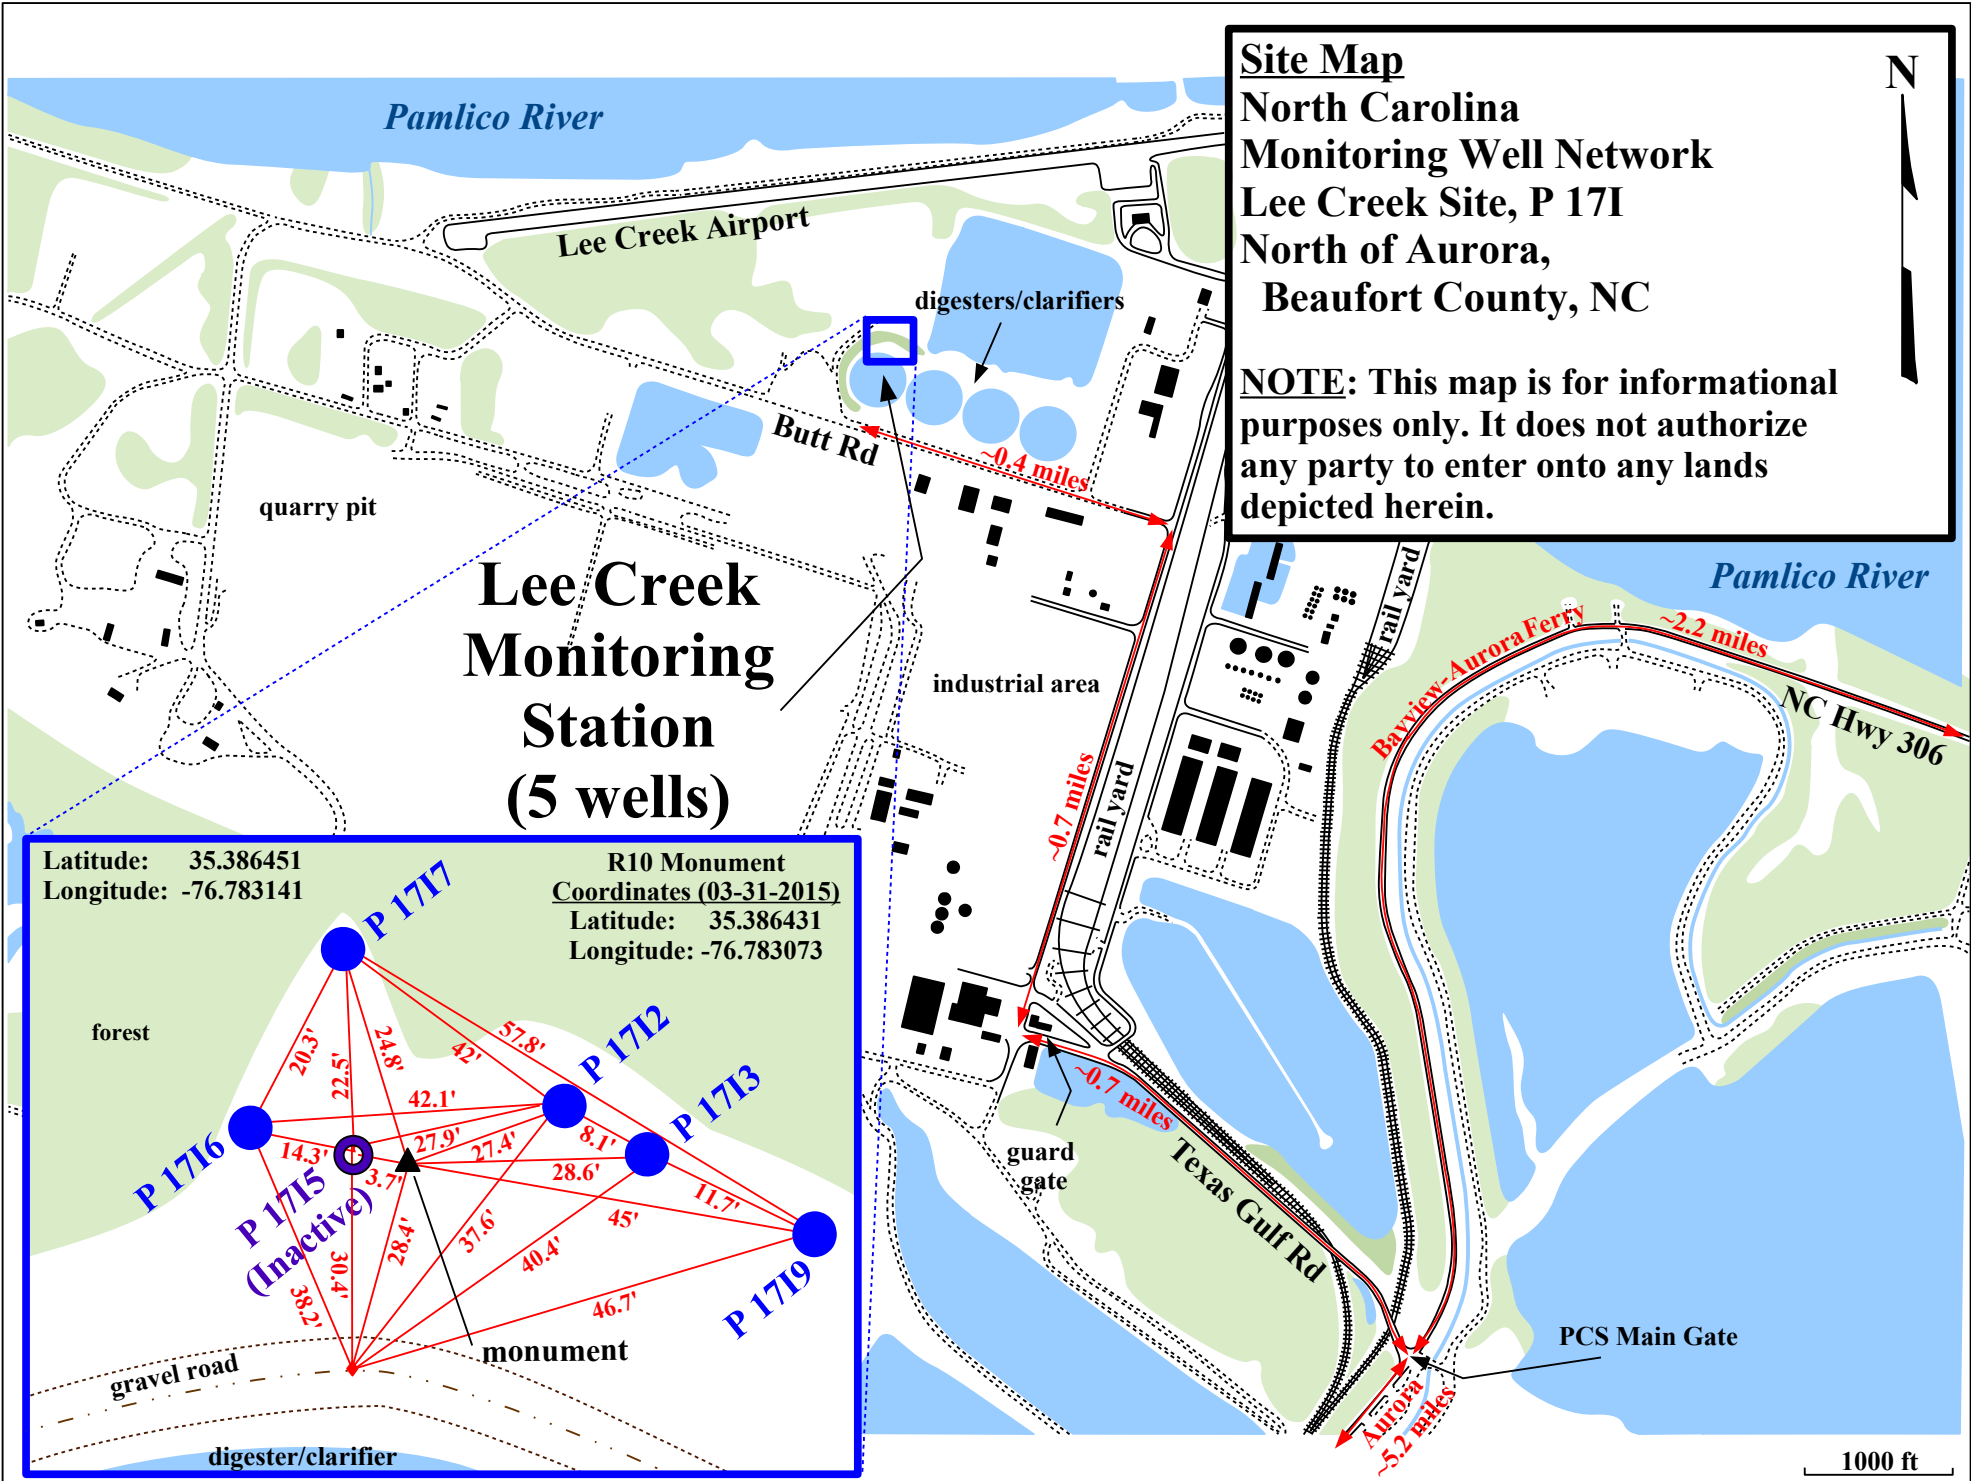 Site Map
North Carolina
Monitoring Well Network
Lee Creek Site, P 17I
North of Aurora,
Beaufort County, NC
NOTE: This map is for informational
purposes only. It does not authorize
any party to enter onto any lands
depicted herein.
N
Pamlico River
Lee Creek Airport
digesters/clarifiers
Butt Rd
~0.4 miles
quarry pit
Lee Creek
Monitoring
Station
(5 wells)
industrial area
~0.7 miles
rail yard
rail yard
Pamlico River
Bayview-Aurora Ferry
~2.2 miles
NC Hwy 306
~0.7 miles
guard
gate
Texas Gulf Rd
PCS Main Gate
Aurora
~5.2 miles
1000 ft
Latitude: 35.386451
Longitude: -76.783141
R10 Monument
Coordinates (03-31-2015)
Latitude: 35.386431
Longitude: -76.783073
forest
P 17I7
P 17I2
P 17I3
P 17I6
P 17I5
(Inactive)
P 17I9
20.3'
22.5'
24.8'
42'
57.8'
42.1'
27.9'
27.4'
8.1'
28.6'
14.3'
3.7'
11.7'
45'
28.4'
37.6'
40.4'
30.4'
38.2'
46.7'
monument
gravel road
digester/clarifier